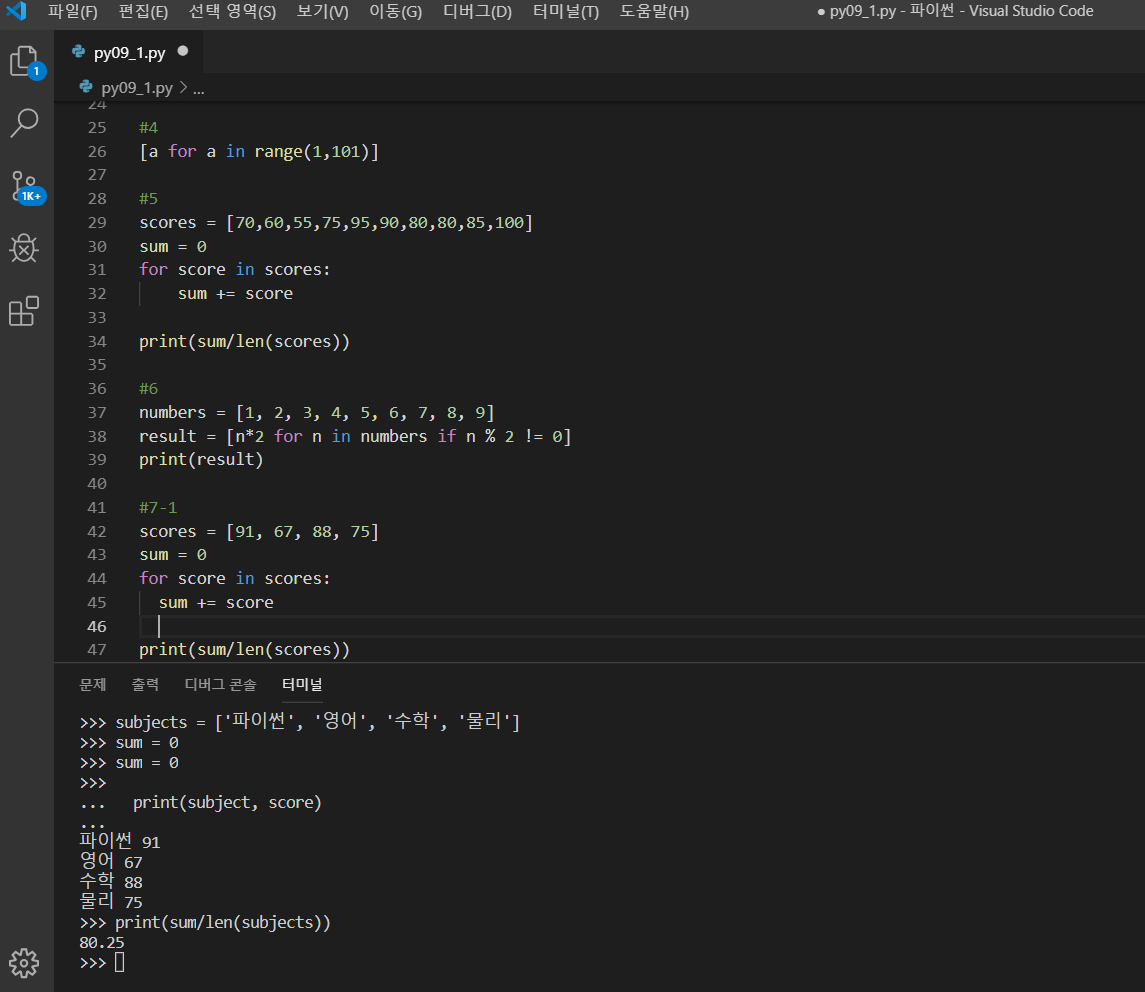 파일(F) 편집(E) 선택 영역(S) 보기(V) 이동(G) 디버그(D) 터미널(T) 도움말(H) ● py09_1.py - 파이썬 - Visual Studio Code
py09_1.py ●
1
py09_1.py > ...
24
25 #4
26 [a for a in range(1,101)]
27
1K+
28 #5
29 scores = [70,60,55,75,95,90,80,80,85,100]
30 sum = 0
31 for score in scores:
32     sum += score
33
34 print(sum/len(scores))
35
36 #6
37 numbers = [1, 2, 3, 4, 5, 6, 7, 8, 9]
38 result = [n*2 for n in numbers if n % 2 != 0]
39 print(result)
40
41 #7-1
42 scores = [91, 67, 88, 75]
43 sum = 0
44 for score in scores:
45   sum += score
46
47 print(sum/len(scores))
문제 출력 디버그 콘솔 터미널
>>> subjects = ['파이썬', '영어', '수학', '물리']
>>> sum = 0
>>> sum = 0
>>>
...   print(subject, score)
...
파이썬 91
영어 67
수학 88
물리 75
>>> print(sum/len(subjects))
80.25
>>>